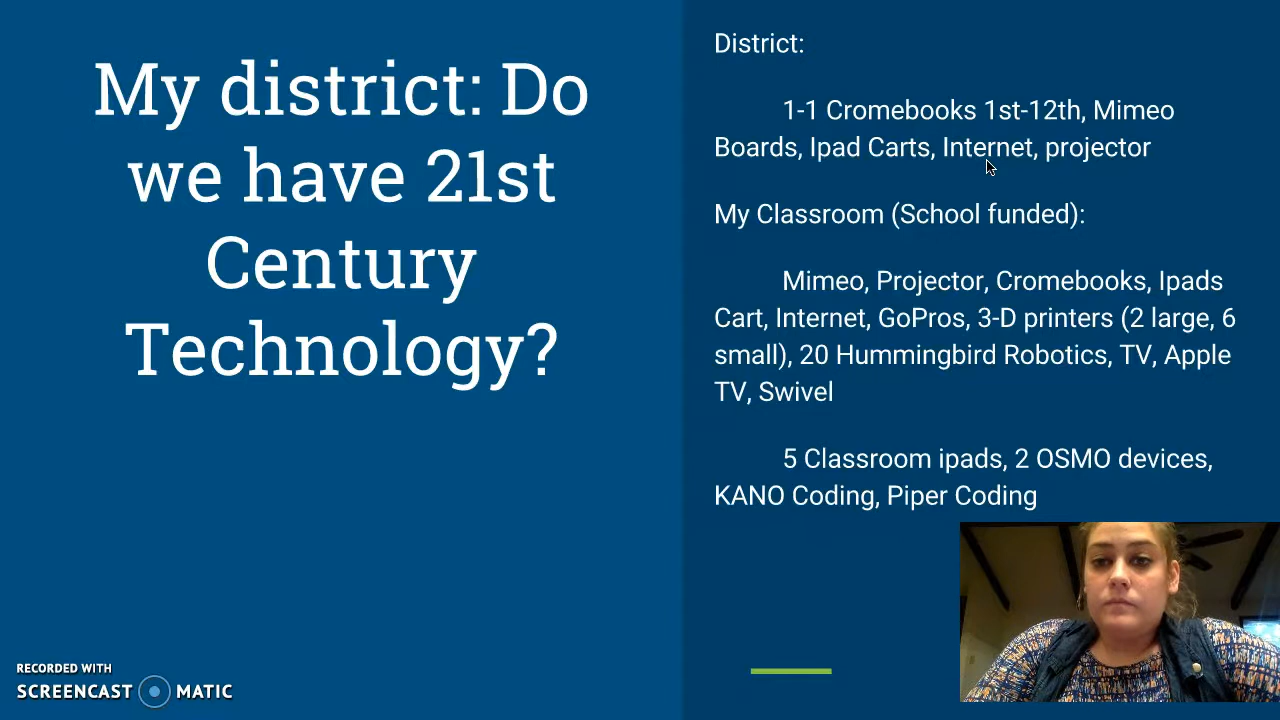 My district: Do
we have 21st
Century
Technology?
District:
1-1 Cromebooks 1st-12th, Mimeo
Boards, Ipad Carts, Internet, projector
My Classroom (School funded):
Mimeo, Projector, Cromebooks, Ipads
Cart, Internet, GoPros, 3-D printers (2 large, 6
small), 20 Hummingbird Robotics, TV, Apple
TV, Swivel
5 Classroom ipads, 2 OSMO devices,
KANO Coding, Piper Coding
RECORDED WITH
SCREENCAST MATIC